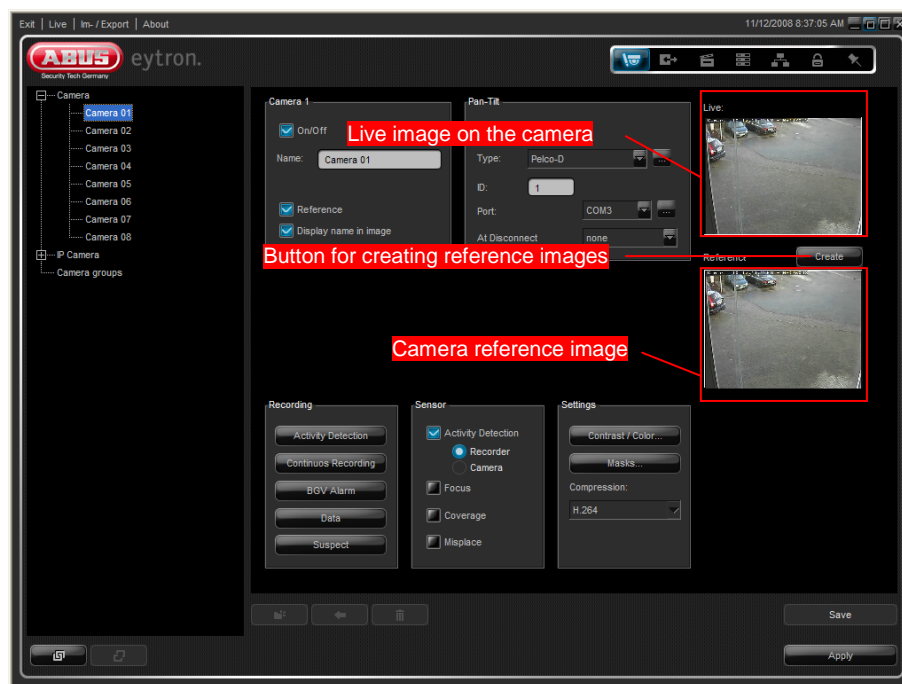 Exit | Live | Im- / Export | About
11/12/2008 8:37:05 AM
ABUS eytron.
Security Tech Germany
Camera
Camera 01
Camera 02
Camera 03
Camera 04
Camera 05
Camera 06
Camera 07
Camera 08
IP Camera
Camera groups
Camera 1
On/Off
Name: Camera 01
Reference
Display name in image
Pan-Tilt
Type: Pelco-D
ID: 1
Port: COM3
At Disconnect none
Live:
Live image on the camera
Button for creating reference images
Create
Camera reference image
Recording
Activity Detection
Continuos Recording
BGV Alarm
Data
Suspect
Sensor
Activity Detection
Recorder
Camera
Focus
Coverage
Misplace
Settings
Contrast / Color...
Masks...
Compression:
H.264
Save
Apply